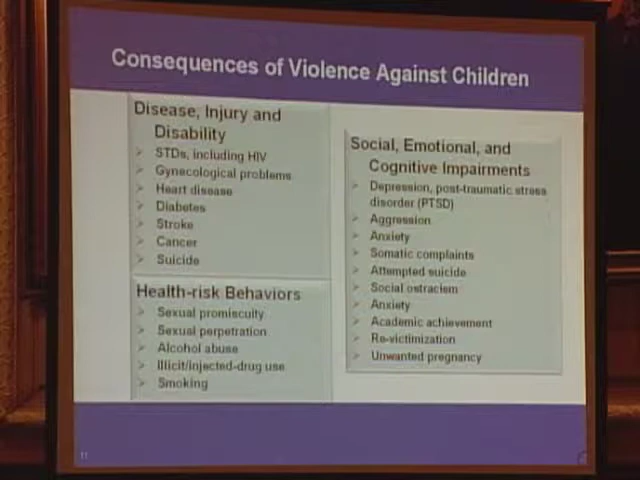 Consequences of Violence Against Children
Disease, Injury and
Disability
STDs, including HIV
Gynecological problems
Heart disease
Diabetes
Stroke
Cancer
Suicide
Health-risk Behaviors
Sexual promiscuity
Sexual perpetration
Alcohol abuse
Illicit/injected-drug use
Smoking
Social, Emotional, and
Cognitive Impairments
Depression, post-traumatic stress
disorder (PTSD)
Aggression
Anxiety
Somatic complaints
Attempted suicide
Social ostracism
Anxiety
Academic achievement
Re-victimization
Unwanted pregnancy
11